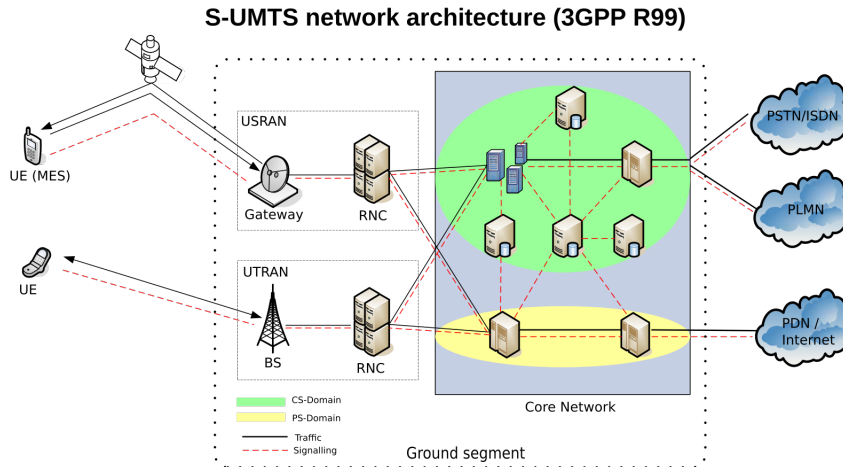 S-UMTS network architecture (3GPP R99)
USRAN
PSTN/ISDN
UE (MES)
Gateway
RNC
PLMN
UTRAN
UE
PDN /
Internet
BS
RNC
CS-Domain
Core Network
PS-Domain
Traffic
Signalling
Ground segment